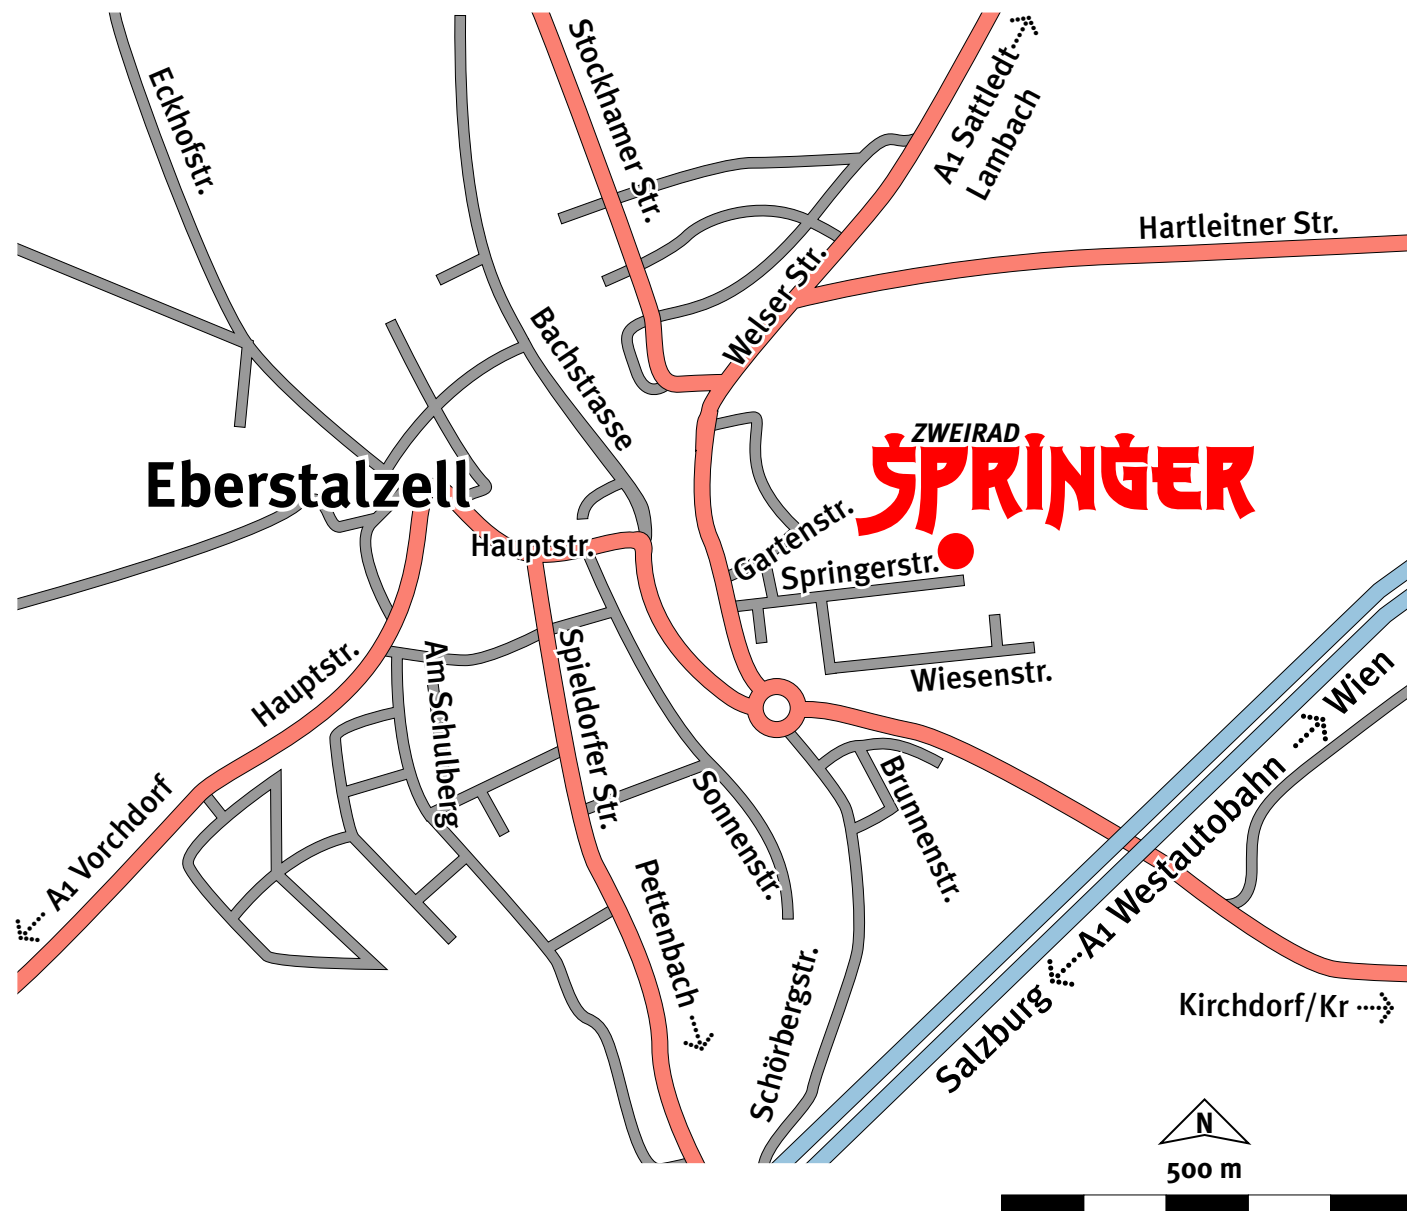 Stockhamer Str.
A1 Sattledt
Lambach
Eckhofstr.
Hartleitner Str.
Welser Str.
Bachstrasse
ZWEIRAD
SPRINGER
Eberstalzell
Gartenstr.
Hauptstr.
Springerstr.
Hauptstr.
Am Schulberg
Spieldorfer Str.
Wiesenstr.
Wien
A1 Vorchdorf
Sonnenstr.
Brunnenstr.
A1 Westautobahn
Pettenbach
Schörbergstr.
Salzburg
Kirchdorf/Kr
N
500 m